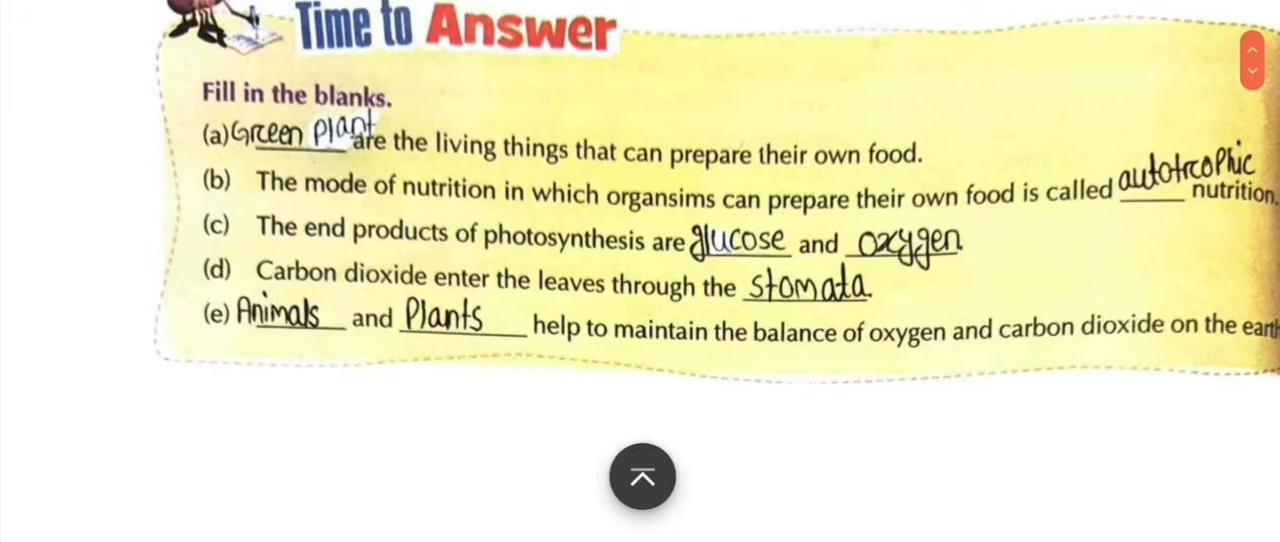 Time to Answer
Fill in the blanks.
(a) Green plant are the living things that can prepare their own food.
(b) The mode of nutrition in which organsims can prepare their own food is called autotrophic nutrition.
(c) The end products of photosynthesis are glucose and oxygen
(d) Carbon dioxide enter the leaves through the stomata.
(e) Animals and Plants help to maintain the balance of oxygen and carbon dioxide on the earth